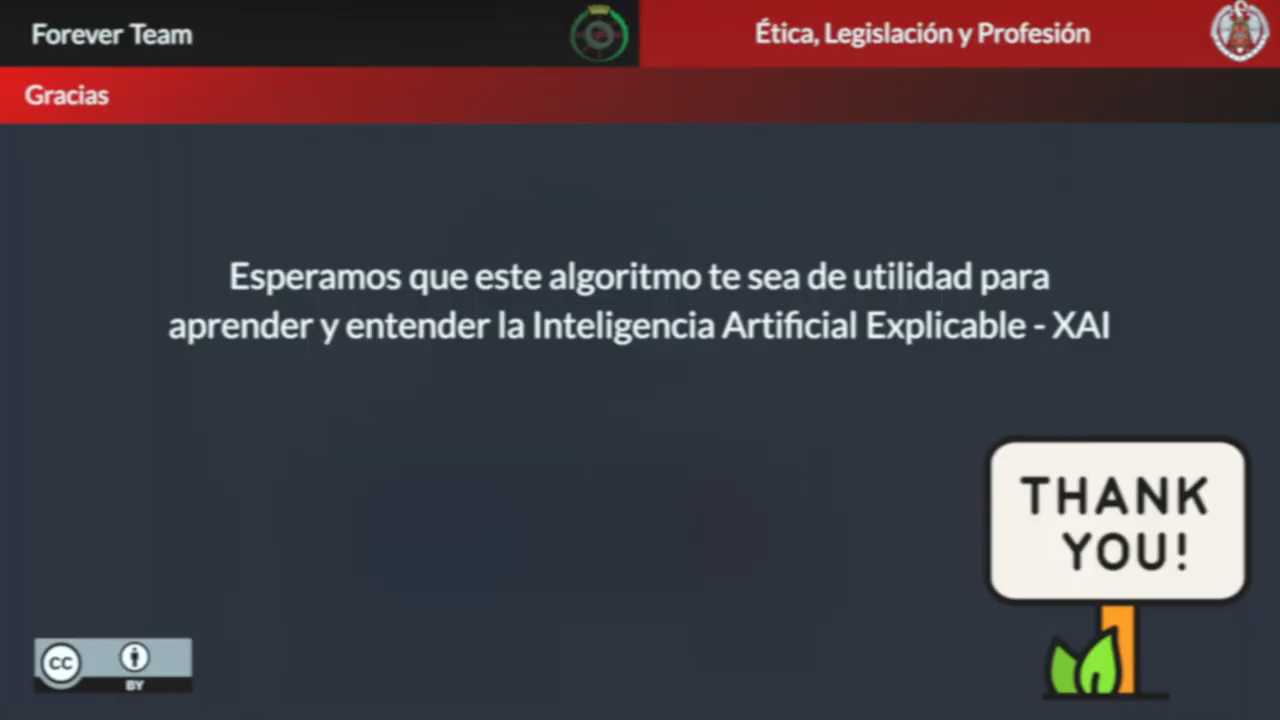 Forever Team
Ética, Legislación y Profesión
Gracias
Esperamos que este algoritmo te sea de utilidad para
aprender y entender la Inteligencia Artificial Explicable - XAI
THANK
YOU!
CC
BY